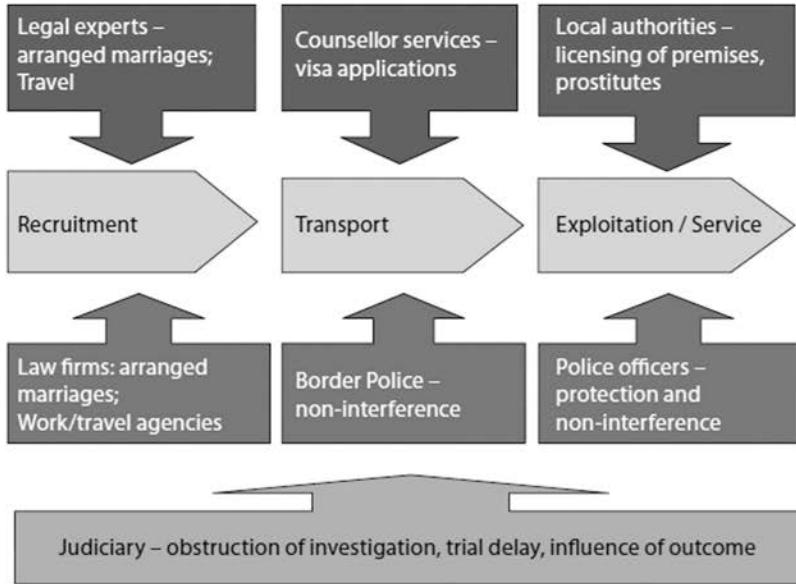 Legal experts –
arranged marriages;
Travel
Counsellor services –
visa applications
Local authorities –
licensing of premises,
prostitutes
Recruitment
Transport
Exploitation / Service
Law firms: arranged
marriages;
Work/travel agencies
Border Police –
non-interference
Police officers –
protection and
non-interference
Judiciary – obstruction of investigation, trial delay, influence of outcome